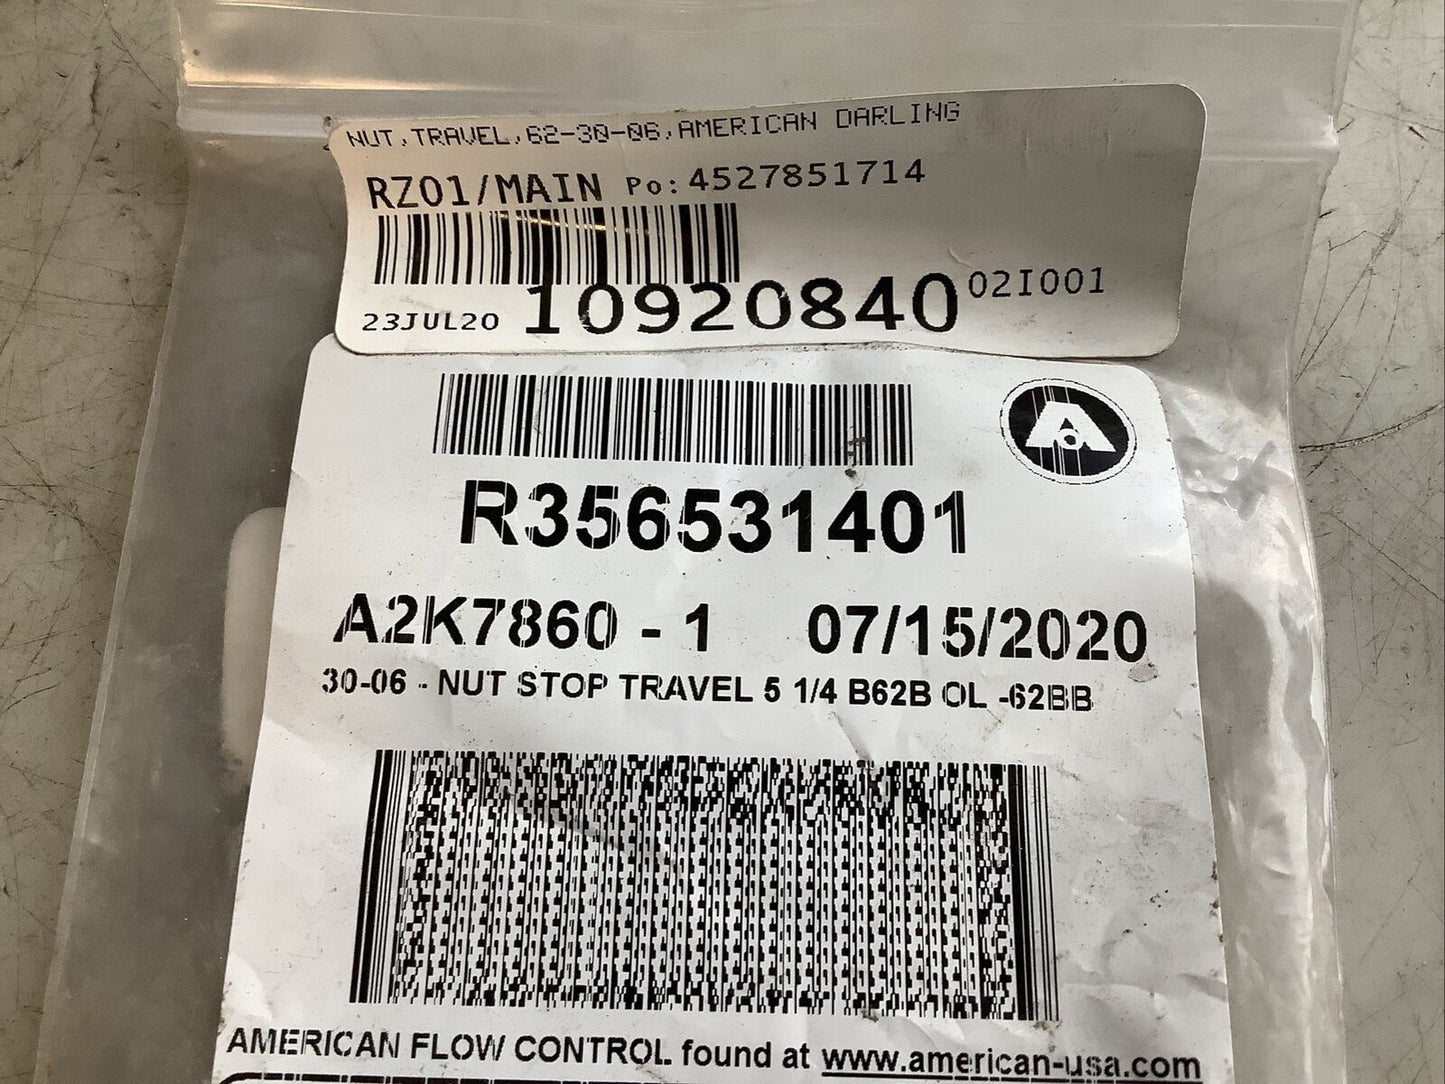 NUT,TRAVEL,62-30-06,AMERICAN DARLING
RZ01/MAIN Po:4527851714
23JUL20 10920840 02I001
A
R356531401
A2K7860 - 1 07/15/2020
30-06 - NUT STOP TRAVEL 5 1/4 B62B OL -62BB
AMERICAN FLOW CONTROL found at www.american-usa.com